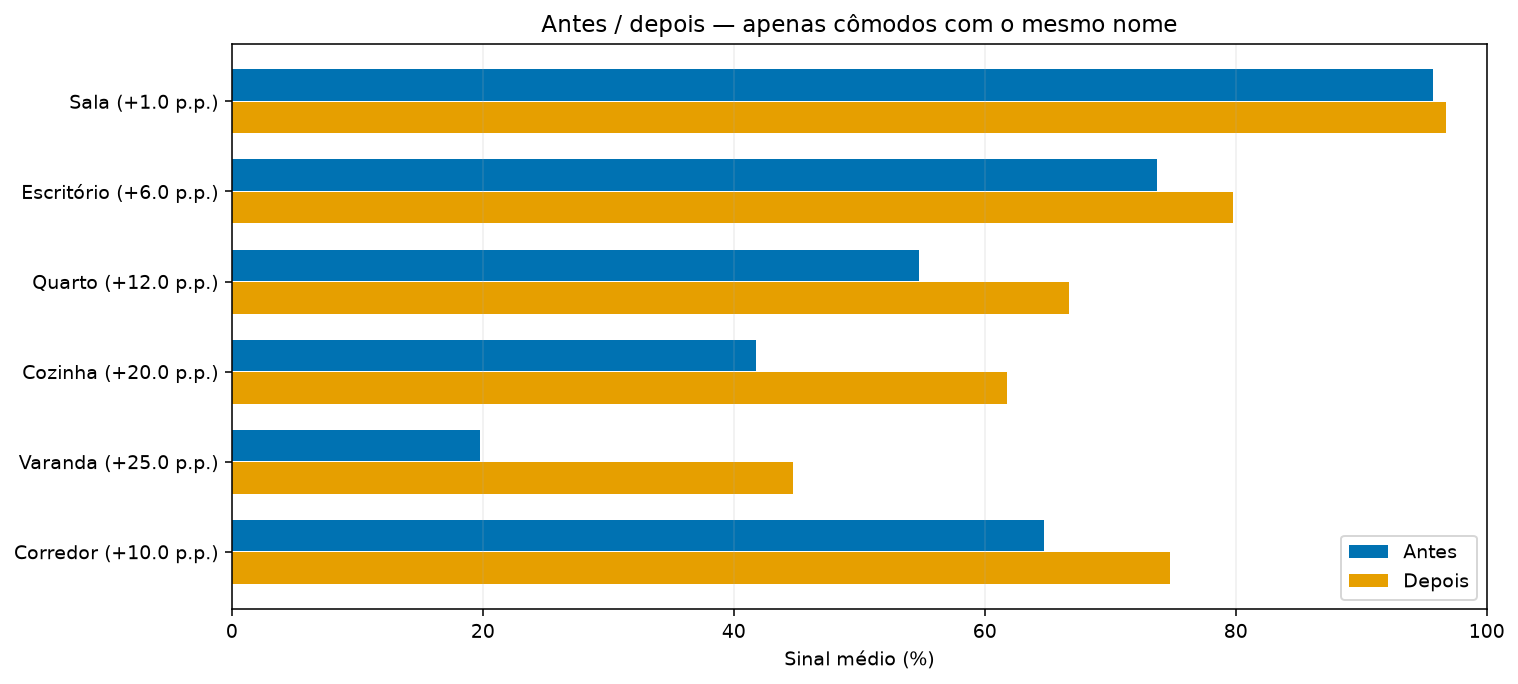 Antes / depois — apenas cômodos com o mesmo nome
Sala (+1.0 p.p.)
Escritório (+6.0 p.p.)
Quarto (+12.0 p.p.)
Cozinha (+20.0 p.p.)
Varanda (+25.0 p.p.)
Corredor (+10.0 p.p.)
Antes
Depois
0 20 40 60 80 100
Sinal médio (%)